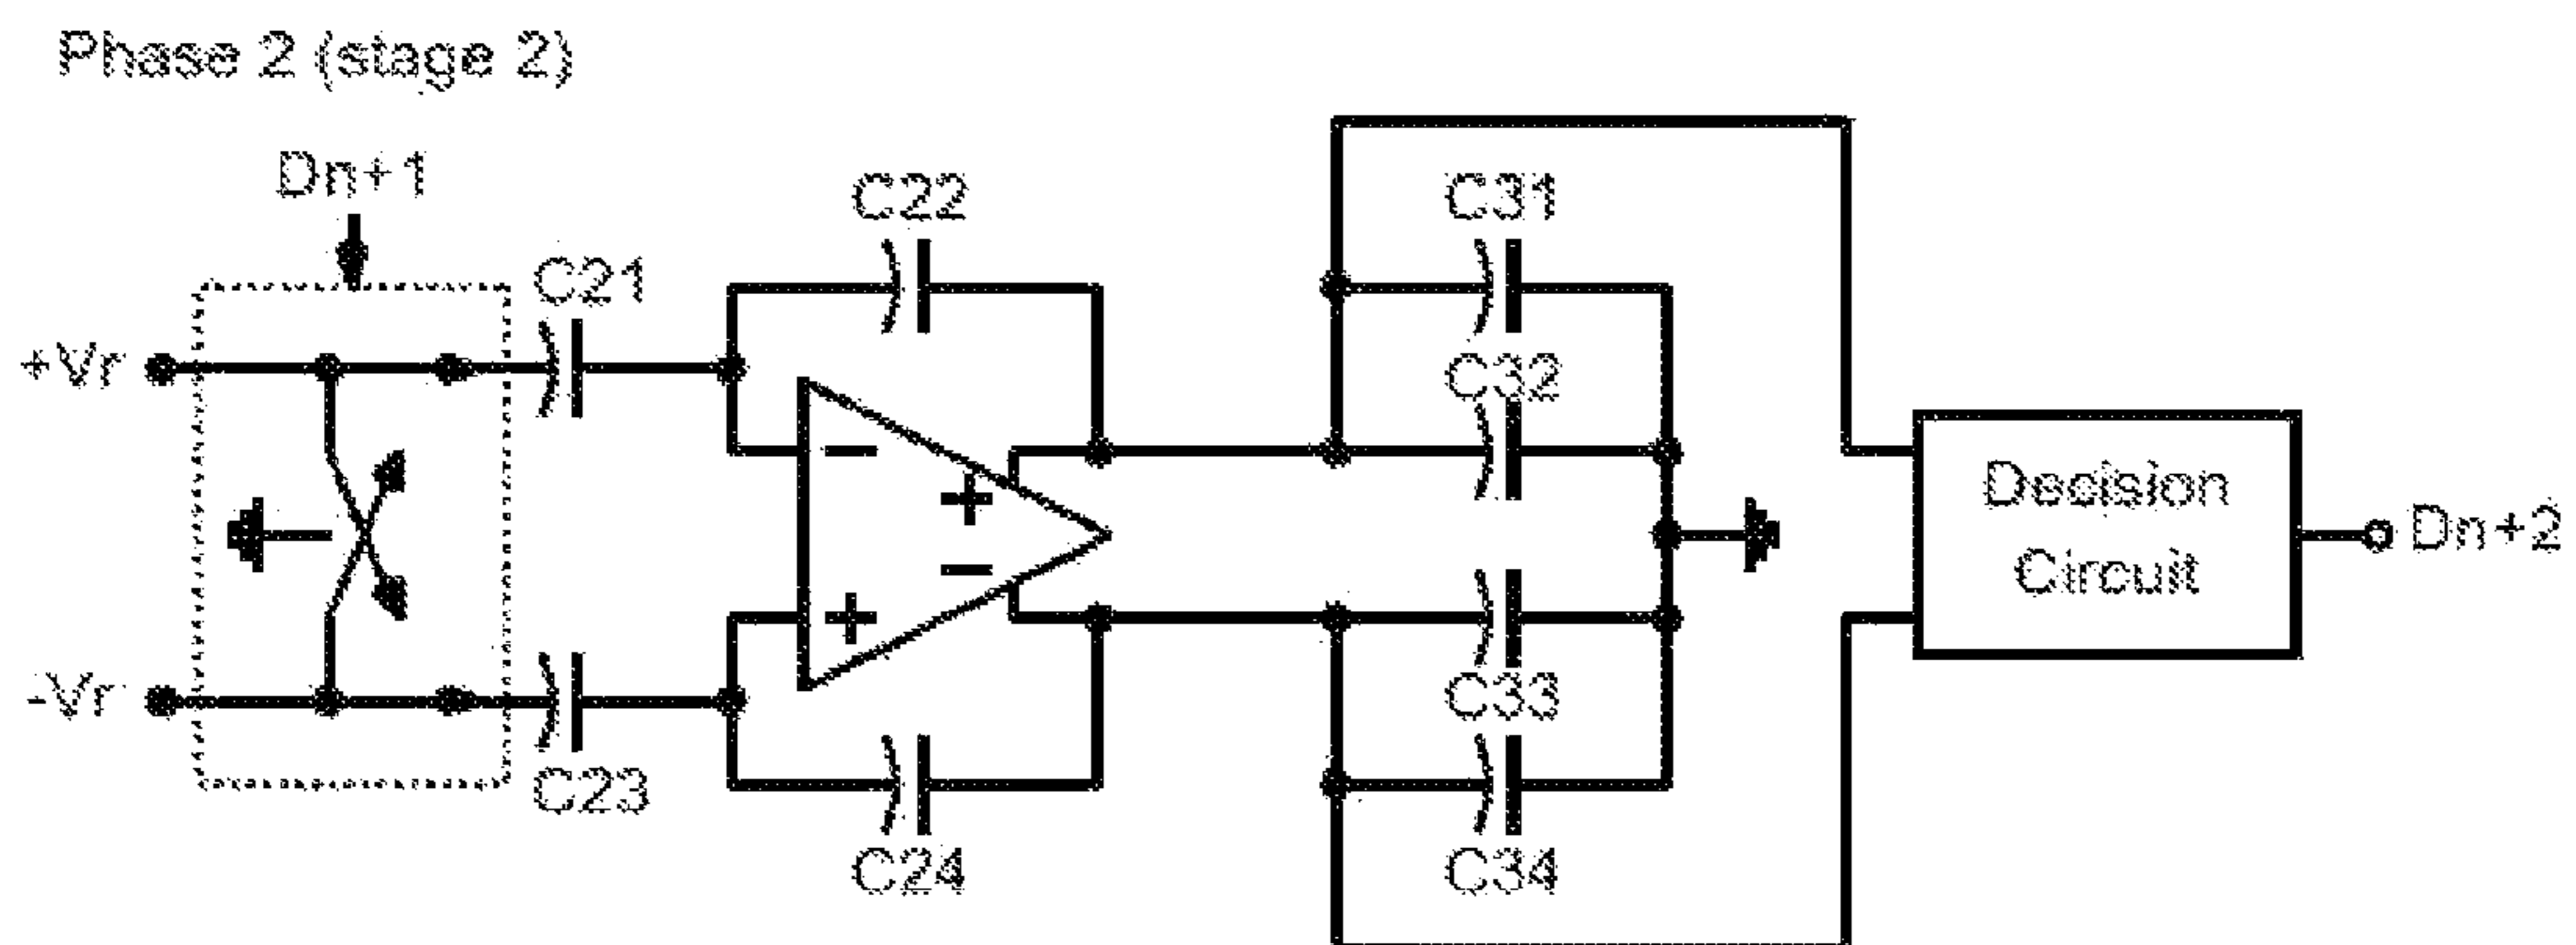 Phase 2 (stage 2)
Dn+1
C22
C31
C21
+Vr
C32
−
+
Decision
Circuit
Dn+2
−
+
-Vr
C33
C23
C24
C34